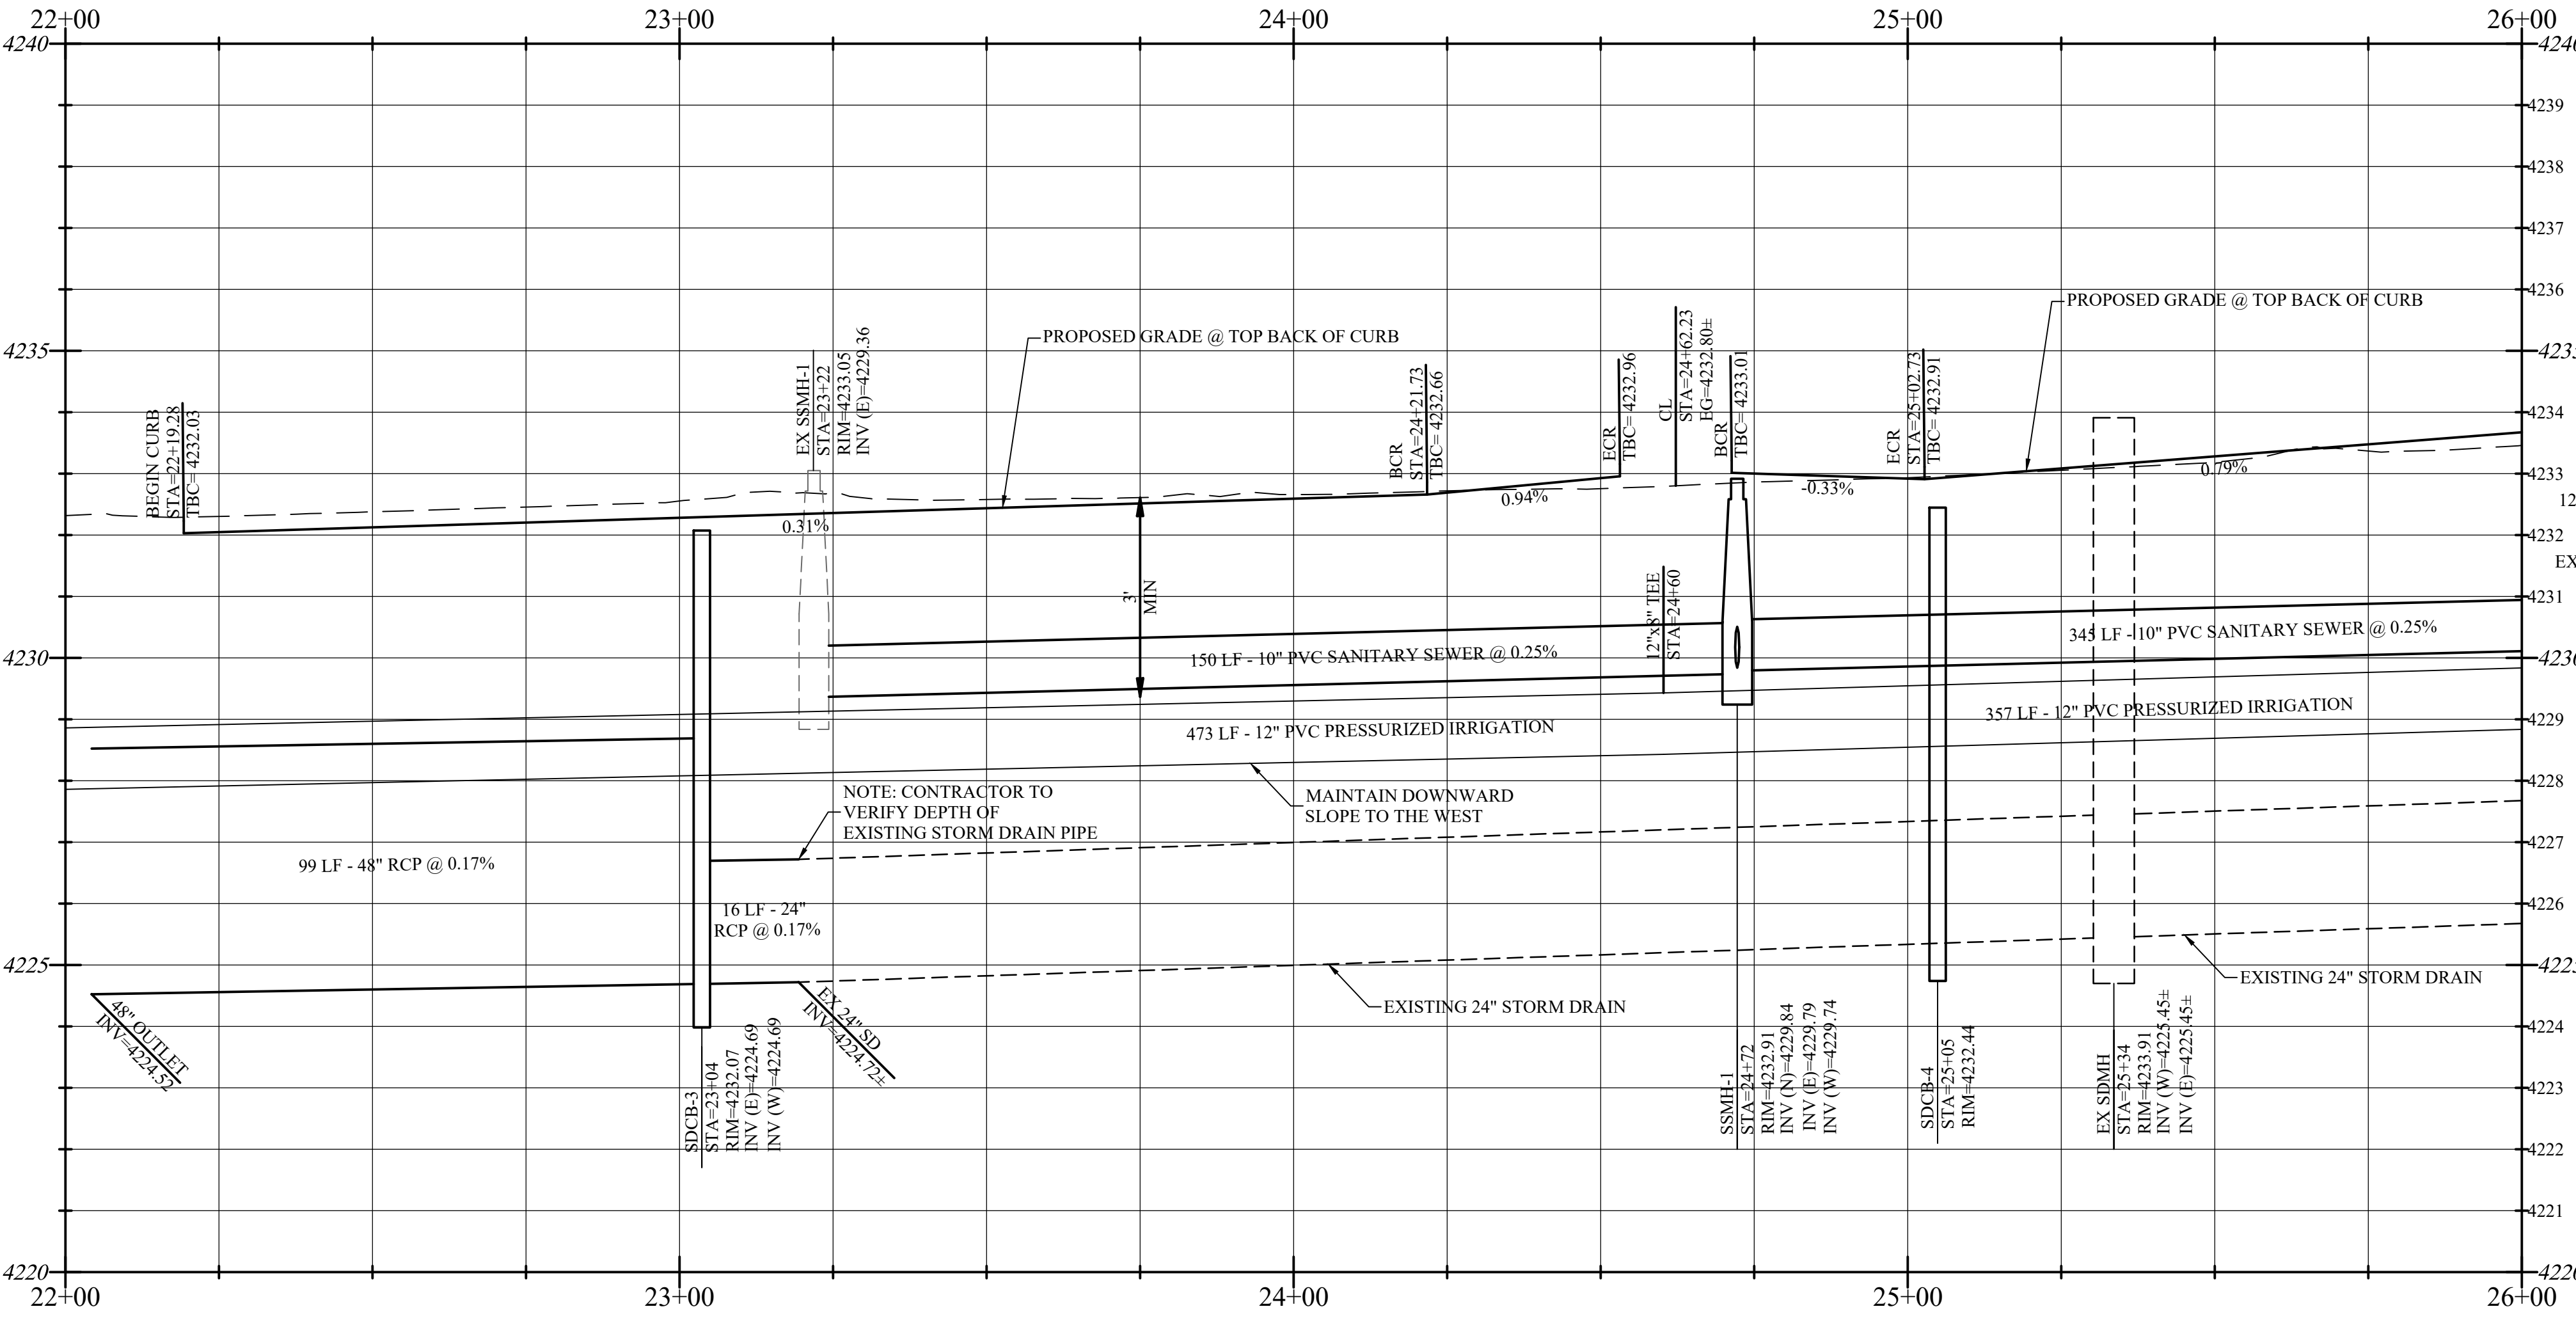 22+00
23+00
24+00
25+00
26+00
4240
4235
4230
4225
4220
BEGIN CURB
STA=22+19.28
TBC= 4232.03
EX SSMH-1
STA=23+22
RIM=4233.05
INV (E)=4229.36
PROPOSED GRADE @ TOP BACK OF CURB
BCR
STA=24+21.73
TBC= 4232.66
ECR
TBC= 4232.96
CL
STA=24+62.23
EG=4232.80±
BCR
TBC= 4233.01
ECR
STA=25+02.73
TBC= 4232.91
PROPOSED GRADE @ TOP BACK OF CURB
0.31%
0.94%
-0.33%
0.79%
3'
MIN
12"x8" TEE
STA=24+60
150 LF - 10" PVC SANITARY SEWER @ 0.25%
345 LF - 10" PVC SANITARY SEWER @ 0.25%
473 LF - 12" PVC PRESSURIZED IRRIGATION
357 LF - 12" PVC PRESSURIZED IRRIGATION
NOTE: CONTRACTOR TO
VERIFY DEPTH OF
EXISTING STORM DRAIN PIPE
MAINTAIN DOWNWARD
SLOPE TO THE WEST
99 LF - 48" RCP @ 0.17%
16 LF - 24"
RCP @ 0.17%
48" OUTLET
INV=4224.52
EX 24" SD
INV=4224.72±
EXISTING 24" STORM DRAIN
EXISTING 24" STORM DRAIN
SDCB-3
STA=23+04
RIM=4232.07
INV (E)=4224.69
INV (W)=4224.69
SSMH-1
STA=24+72
RIM=4232.91
INV (N)=4229.84
INV (E)=4229.79
INV (W)=4229.74
SDCB-4
STA=25+05
RIM=4232.44
EX SDMH
STA=25+34
RIM=4233.91
INV (W)=4225.45±
INV (E)=4225.45±
4239
4238
4237
4236
4234
4233
12
4232
EX
4231
4229
4228
4227
4226
4224
4223
4222
4221
22+00
23+00
24+00
25+00
26+00